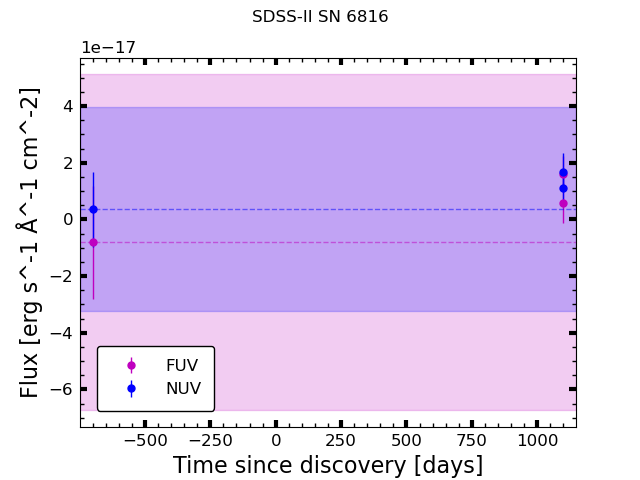 SDSS-II SN 6816
1e−17
Flux [erg s^-1 Å^-1 cm^-2]
4
2
0
−2
−4
−6
FUV
NUV
−500
−250
0
250
500
750
1000
Time since discovery [days]